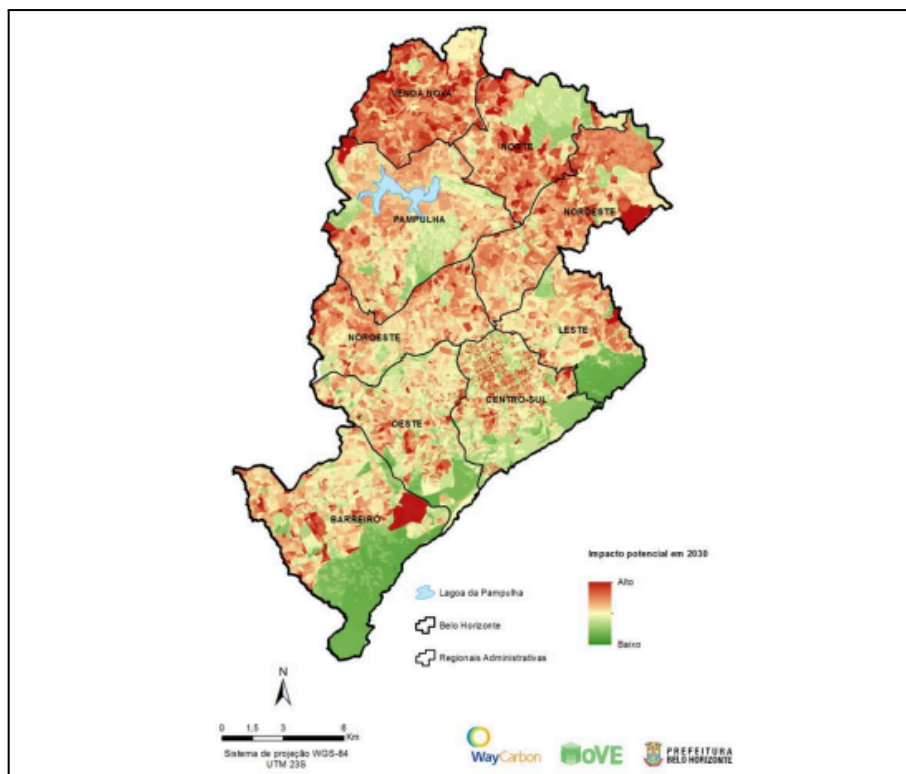 VENDA NOVA
NORTE
NOROESTE
PAMPULHA
LESTE
NOROESTE
CENTRO-SUL
OESTE
BARREIRO
Impacto potencial em 2030
Alto
Baixo
Lagoa da Pampulha
Belo Horizonte
Regionais Administrativas
N
0 1,5 3 6
Km
Sistema de projeção WGS-84
UTM 23S
WayCarbon
MOVE
PREFEITURA
BELO HORIZONTE